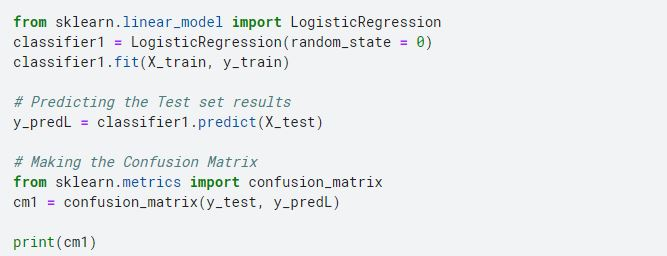 from sklearn.linear_model import LogisticRegression
classifier1 = LogisticRegression(random_state = 0)
classifier1.fit(X_train, y_train)
# Predicting the Test set results
y_predL = classifier1.predict(X_test)
# Making the Confusion Matrix
from sklearn.metrics import confusion_matrix
cm1 = confusion_matrix(y_test, y_predL)
print(cm1)